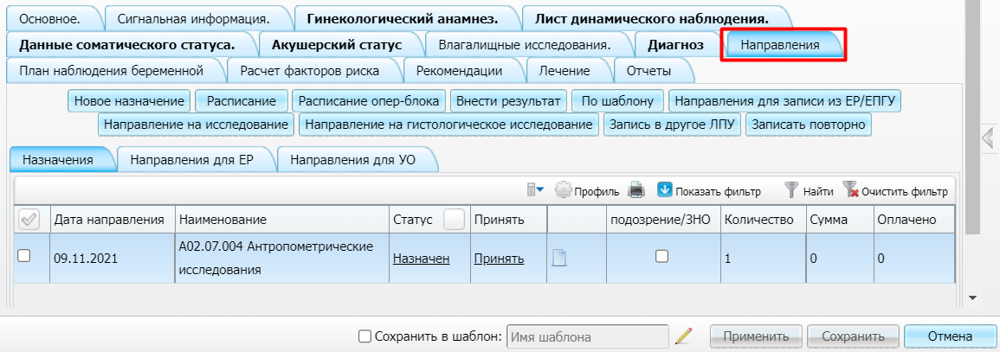 Основное. Сигнальная информация. Гинекологический анамнез. Лист динамического наблюдения.
Данные соматического статуса. Акушерский статус Влагалищные исследования. Диагноз Направления
План наблюдения беременной Расчет факторов риска Рекомендации Лечение Отчеты
Новое назначение Расписание Расписание опер-блока Внести результат По шаблону Направления для записи из ЕР/ЕПГУ
Направление на исследование Направление на гистологическое исследование Запись в другое ЛПУ Записать повторно
Назначения Направления для ЕР Направления для УО
Профиль Показать фильтр Найти Очистить фильтр
Дата направления Наименование Статус Принять подозрение/ЗНО Количество Сумма Оплачено
09.11.2021 A02.07.004 Антропометрические исследования Назначен Принять 1 0 0
Сохранить в шаблон: Имя шаблона Применить Сохранить Отмена